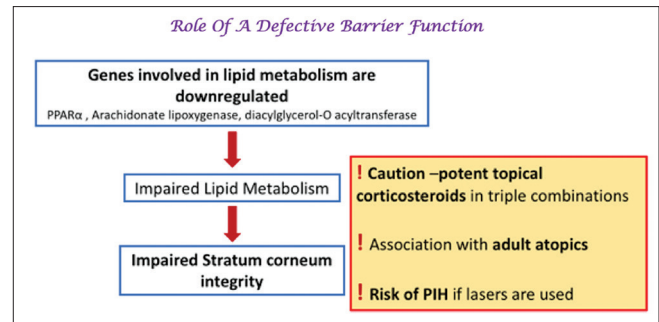 Role Of A Defective Barrier Function
Genes involved in lipid metabolism are
downregulated
PPARα , Arachidonate lipoxygenase, diacylglycerol-O acyltransferase
Impaired Lipid Metabolism
Impaired Stratum corneum
integrity
! Caution –potent topical
corticosteroids in triple combinations
! Association with adult atopics
! Risk of PIH if lasers are used